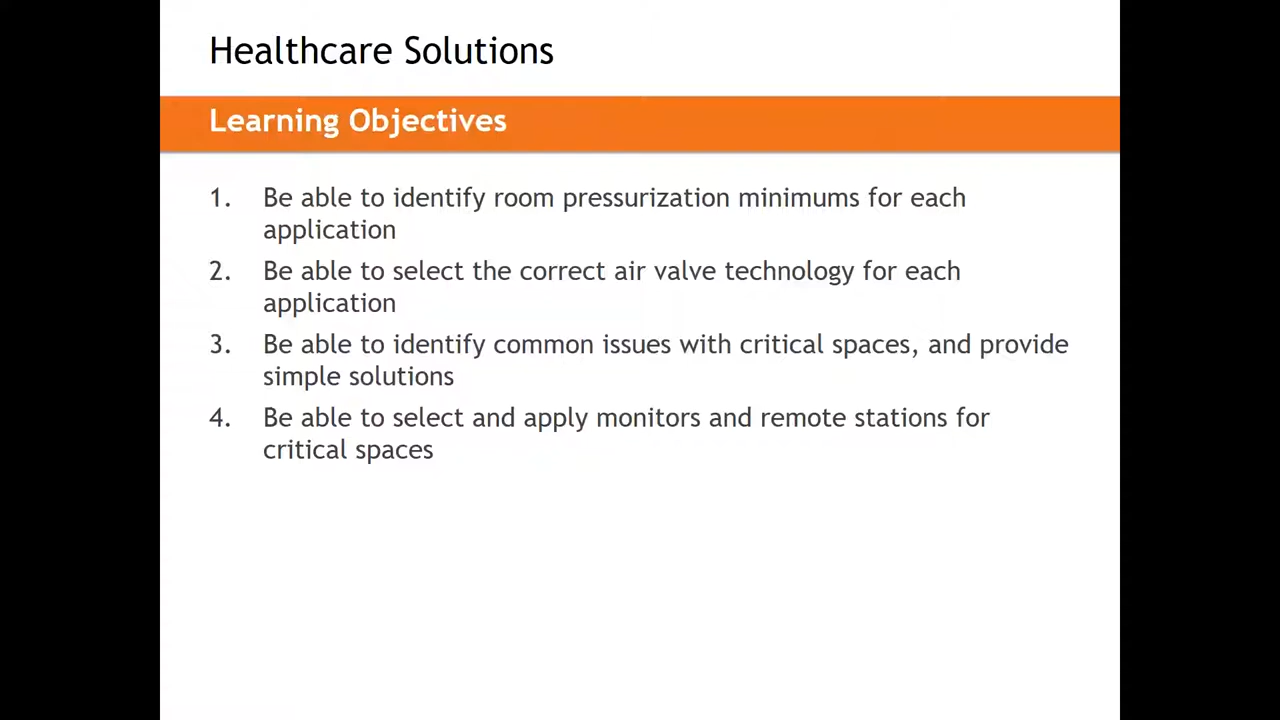 Healthcare Solutions
Learning Objectives
1. Be able to identify room pressurization minimums for each
application
2. Be able to select the correct air valve technology for each
application
3. Be able to identify common issues with critical spaces, and provide
simple solutions
4. Be able to select and apply monitors and remote stations for
critical spaces